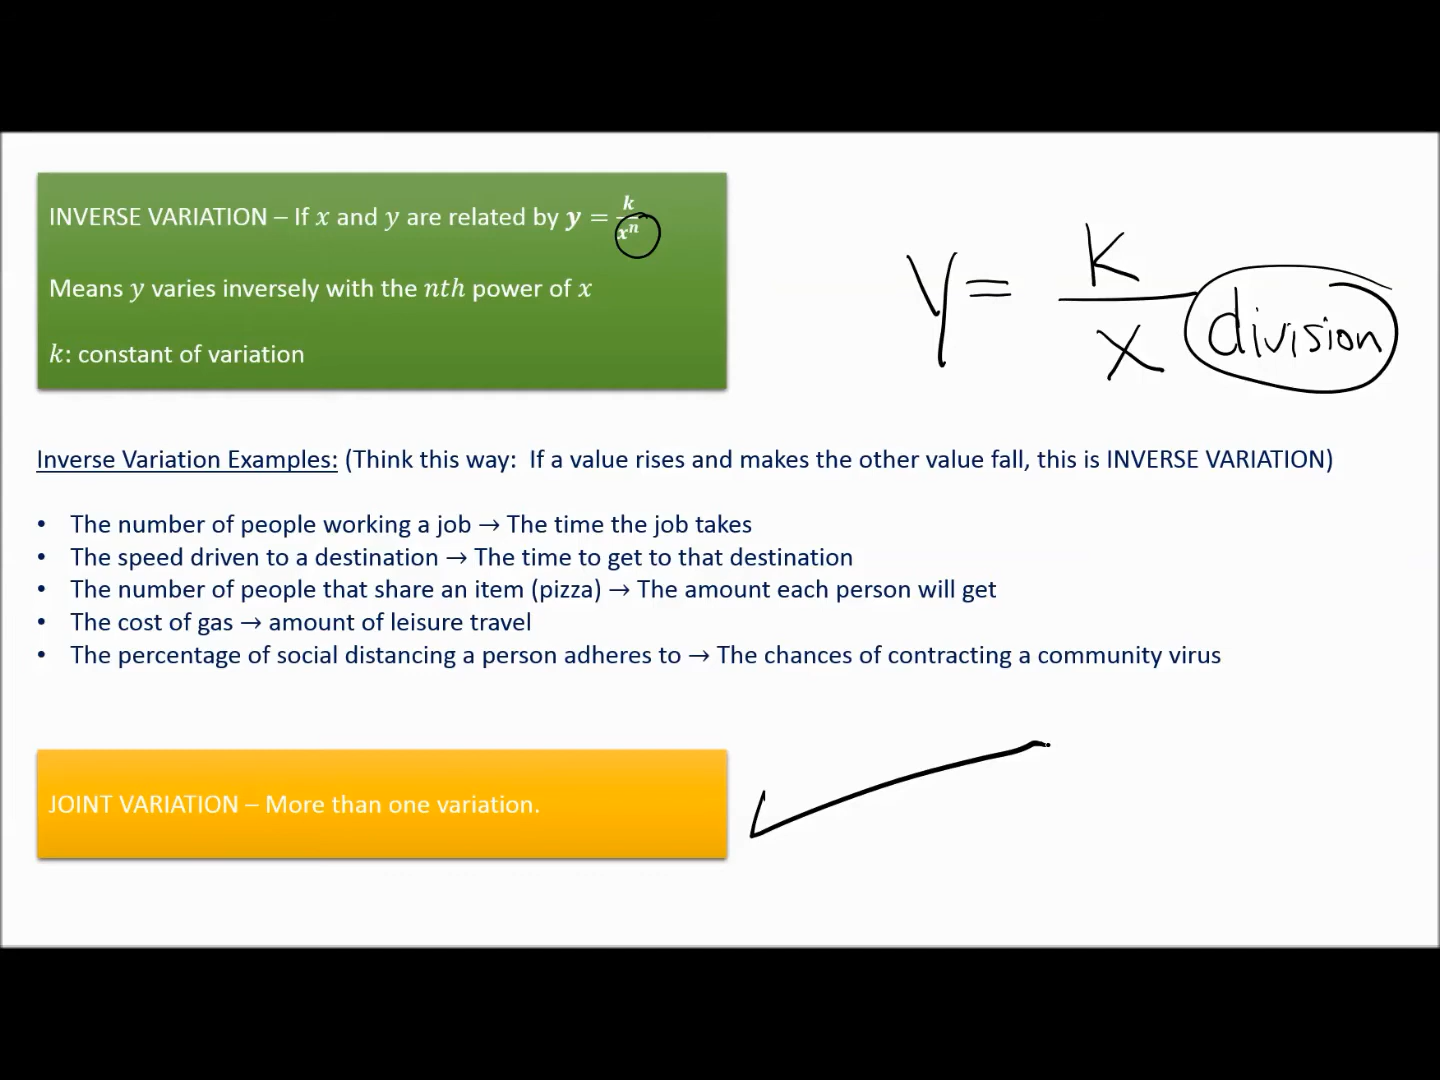 INVERSE VARIATION – If x and y are related by y = k/xⁿ
Means y varies inversely with the nth power of x
k: constant of variation
y = k/x division
Inverse Variation Examples: (Think this way: If a value rises and makes the other value fall, this is INVERSE VARIATION)
• The number of people working a job → The time the job takes
• The speed driven to a destination → The time to get to that destination
• The number of people that share an item (pizza) → The amount each person will get
• The cost of gas → amount of leisure travel
• The percentage of social distancing a person adheres to → The chances of contracting a community virus
JOINT VARIATION – More than one variation.